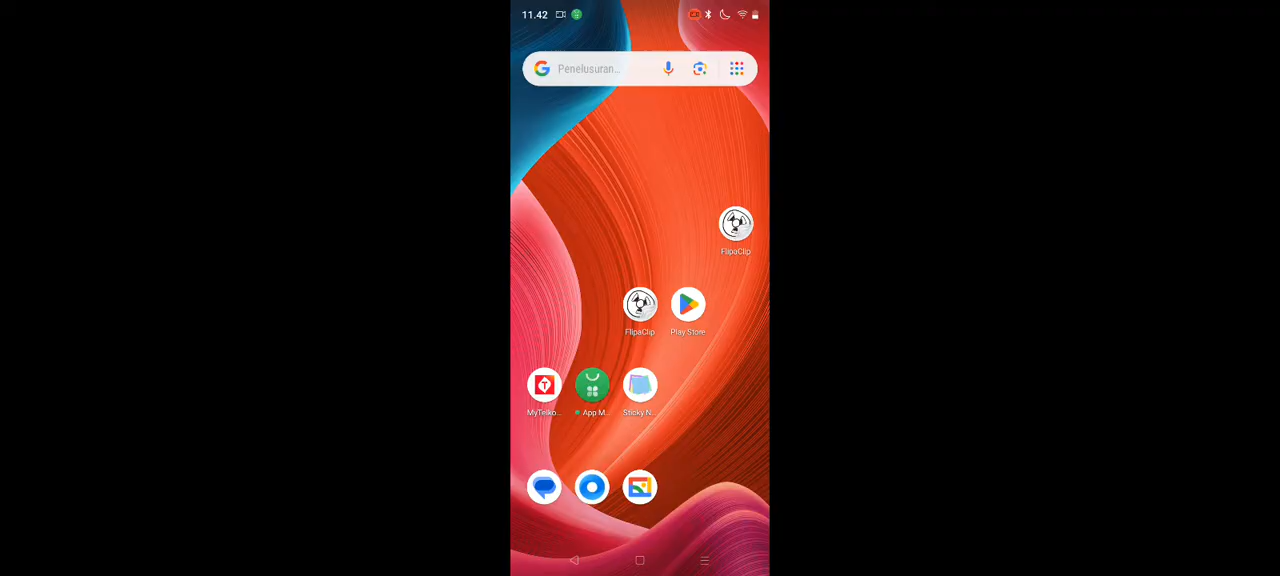 11.42
Penelusuran...
FlipaClip
FlipaClip
Play Store
MyTelko...
App M...
Sticky N...